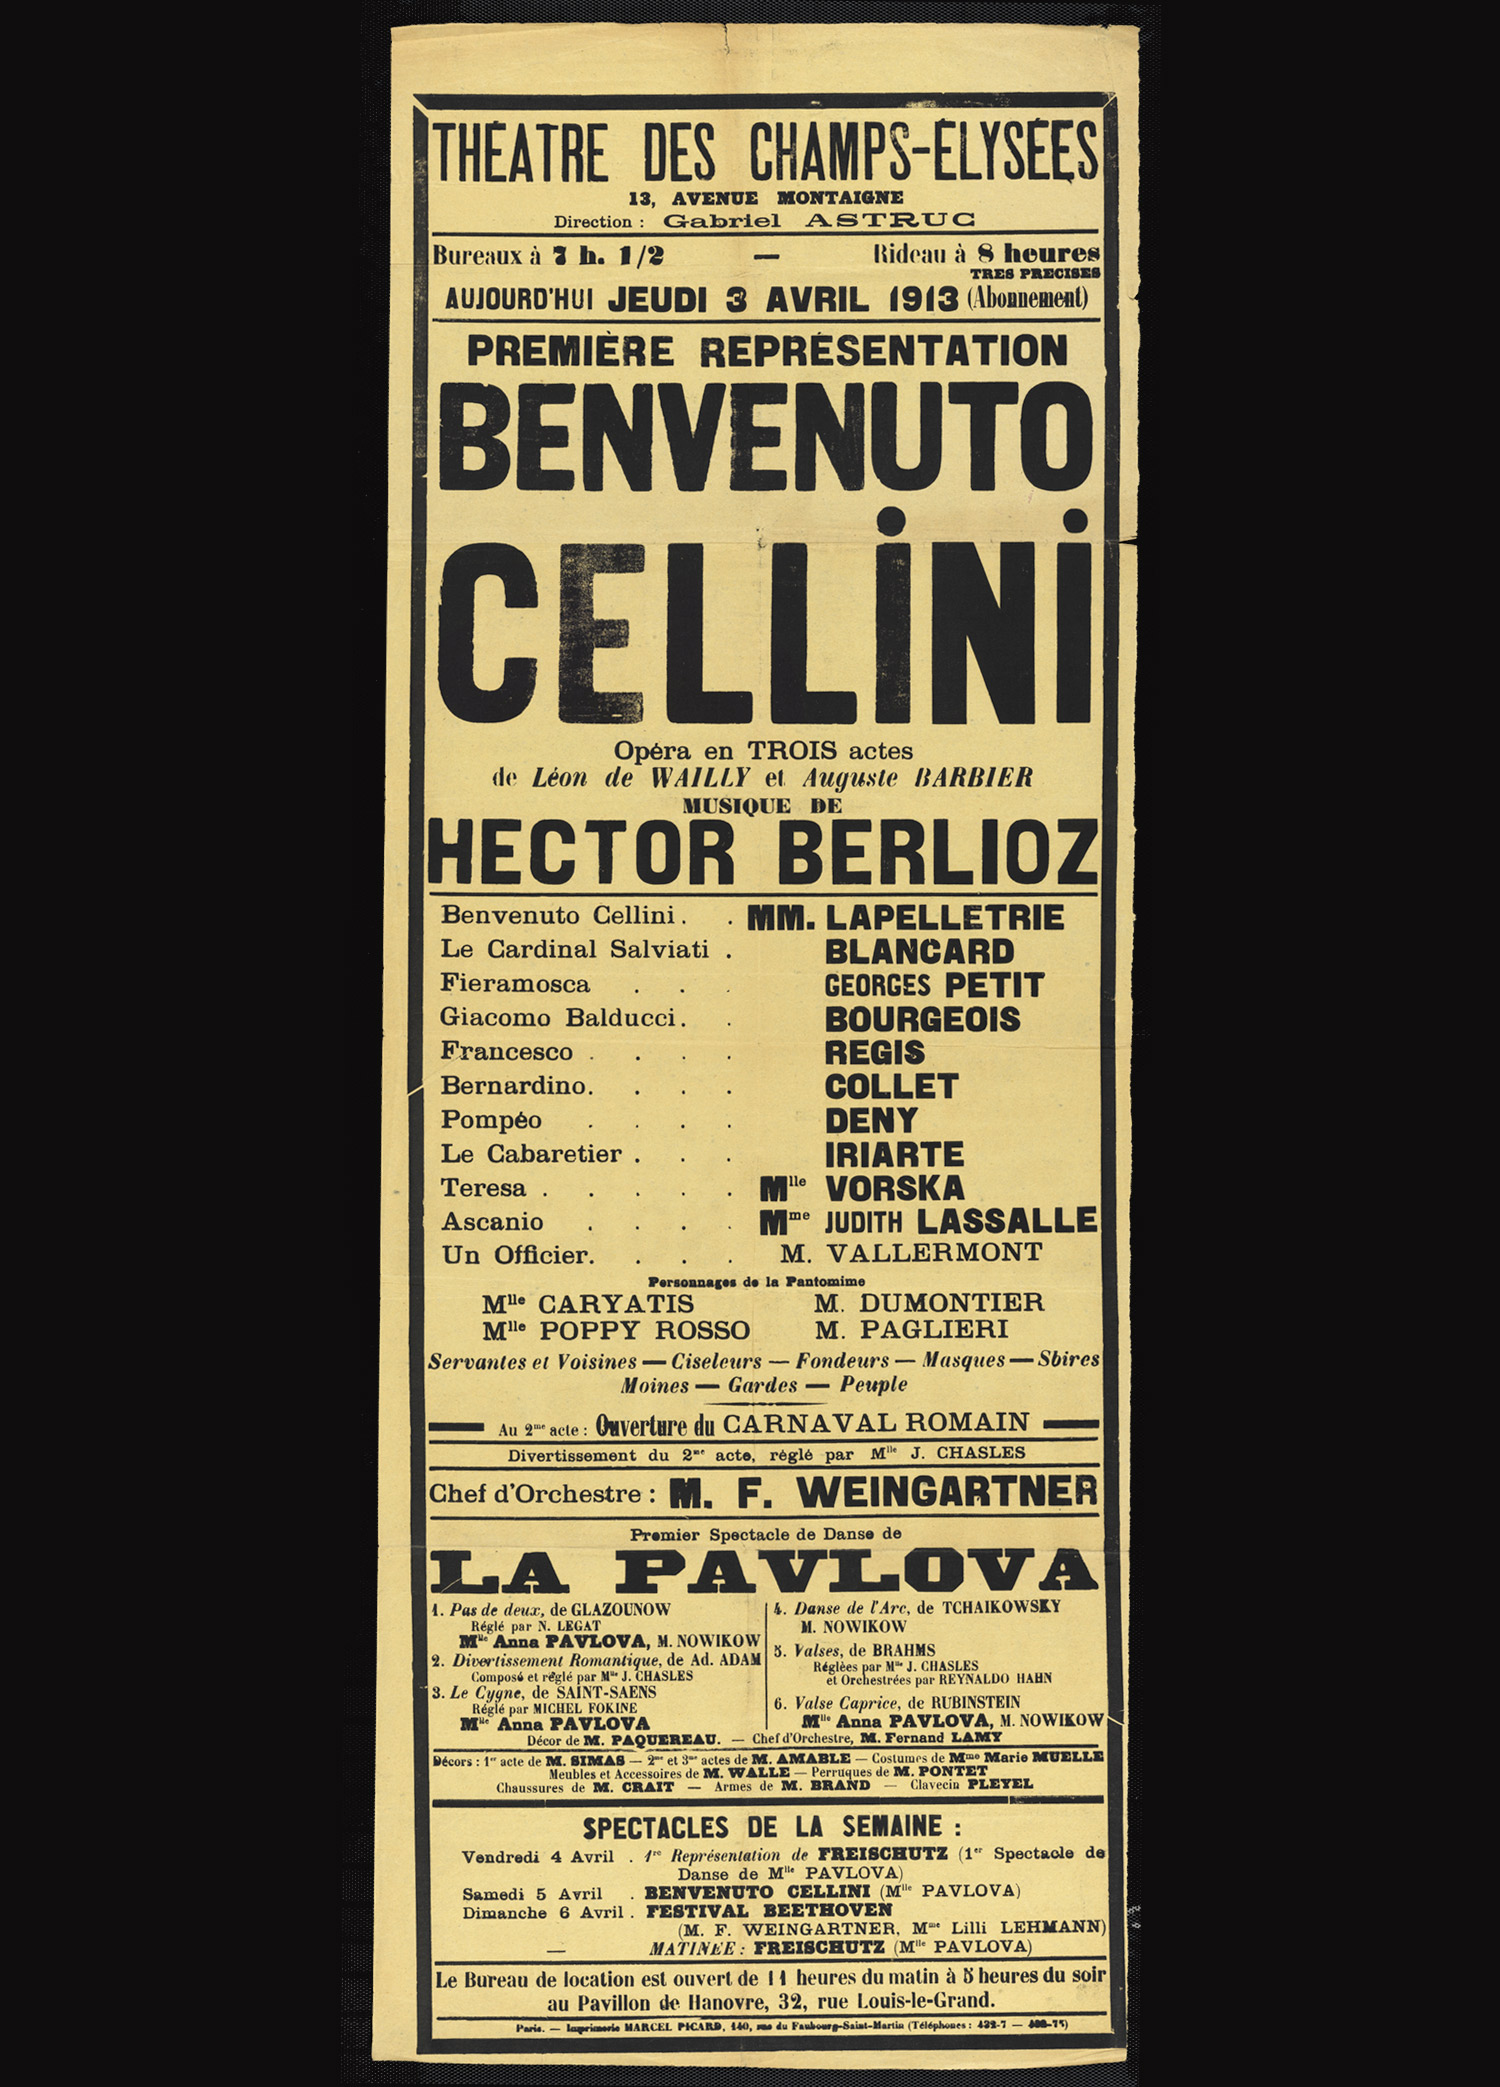 THÉATRE DES CHAMPS-ÉLYSÉES
13, AVENUE MONTAIGNE
Direction : Gabriel ASTRUC
Bureaux à 7 h. 1/2 — Rideau à 8 heures
TRES PRECISES
AUJOURD'HUI JEUDI 3 AVRIL 1913 (Abonnement)
PREMIÈRE REPRÉSENTATION
BENVENUTO
CELLiNi
Opéra en TROIS actes
de Léon de WAILLY et Auguste BARBIER
MUSIQUE DE
HECTOR BERLIOZ
Benvenuto Cellini. . MM. LAPELLETRIE
Le Cardinal Salviati . BLANCARD
Fieramosca . . . GEORGES PETIT
Giacomo Balducci. . BOURGEOIS
Francesco . . . . REGIS
Bernardino. . . . COLLET
Pompéo . . . . DENY
Le Cabaretier . . . IRIARTE
Teresa . . . . . Mlle VORSKA
Ascanio . . . . Mme JUDITH LASSALLE
Un Officier. . . . M. VALLERMONT
Personnages de la Pantomime
Mlle CARYATIS M. DUMONTIER
Mlle POPPY ROSSO M. PAGLIERI
Servantes et Voisines — Ciseleurs — Fondeurs — Masques — Sbires
Moines — Gardes — Peuple
Au 2me acte : Ouverture du CARNAVAL ROMAIN
Divertissement du 2me acte, réglé par Mlle J. CHASLES
Chef d'Orchestre : M. F. WEINGARTNER
Premier Spectacle de Danse de
LA PAVLOVA
1. Pas de deux, de GLAZOUNOW
Réglé par N. LEGAT
Mlle Anna PAVLOVA, M. NOWIKOW
2. Divertissement Romantique, de Ad. ADAM
Composé et réglé par Mlle J. CHASLES
3. Le Cygne, de SAINT-SAENS
Réglé par MICHEL FOKINE
Mlle Anna PAVLOVA
4. Danse de l'Arc, de TCHAIKOWSKY
M. NOWIKOW
5. Valses, de BRAHMS
Réglées par Mlle J. CHASLES
et Orchestrées par REYNALDO HAHN
6. Valse Caprice, de RUBINSTEIN
Mlle Anna PAVLOVA, M. NOWIKOW
Décor de M. PAQUEREAU. — Chef d'Orchestre, M. Fernand LAMY
Décors : 1er acte de M. SIMAS — 2me et 3me actes de M. AMABLE — Costumes de Mme Marie MUELLE
Meubles et Accessoires de M. WALLE — Perruques de M. PONTET
Chaussures de M. CRAIT — Armes de M. BRAND — Clavecin PLEYEL
SPECTACLES DE LA SEMAINE :
Vendredi 4 Avril . 1re Représentation de FREISCHUTZ (1er Spectacle de
Danse de Mlle PAVLOVA)
Samedi 5 Avril . BENVENUTO CELLINI (Mlle PAVLOVA)
Dimanche 6 Avril . FESTIVAL BEETHOVEN
(M. F. WEINGARTNER, Mme Lilli LEHMANN)
— MATINÉE : FREISCHUTZ (Mlle PAVLOVA)
Le Bureau de location est ouvert de 11 heures du matin à 5 heures du soir
au Pavillon de Hanovre, 32, rue Louis-le-Grand.
Paris. — Imprimerie MARCEL PICARD, 140, rue du Faubourg-Saint-Martin (Téléphones : 432-7 —